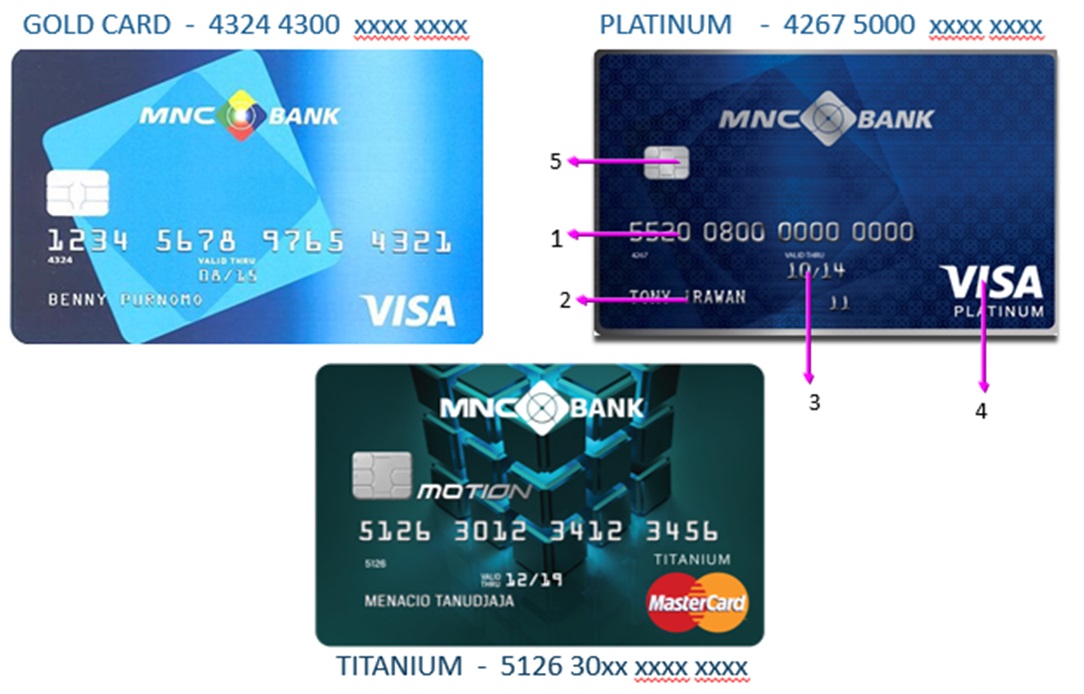 GOLD CARD - 4324 4300 xxxx xxxx
MNC BANK
1234 5678 9765 4321
4324
VALID THRU
08/15
BENNY PURNOMO
VISA
PLATINUM - 4267 5000 xxxx xxxx
MNC BANK
5
1
5520 0800 0000 0000
4267
VALID THRU
10/14
2
TONY IRAWAN
11
VISA
PLATINUM
3
4
MNC BANK
MOTION
5126 3012 3412 3456
5126
TITANIUM
VALID THRU 12/19
MENACIO TANUDJAJA
MasterCard
TITANIUM - 5126 30xx xxxx xxxx